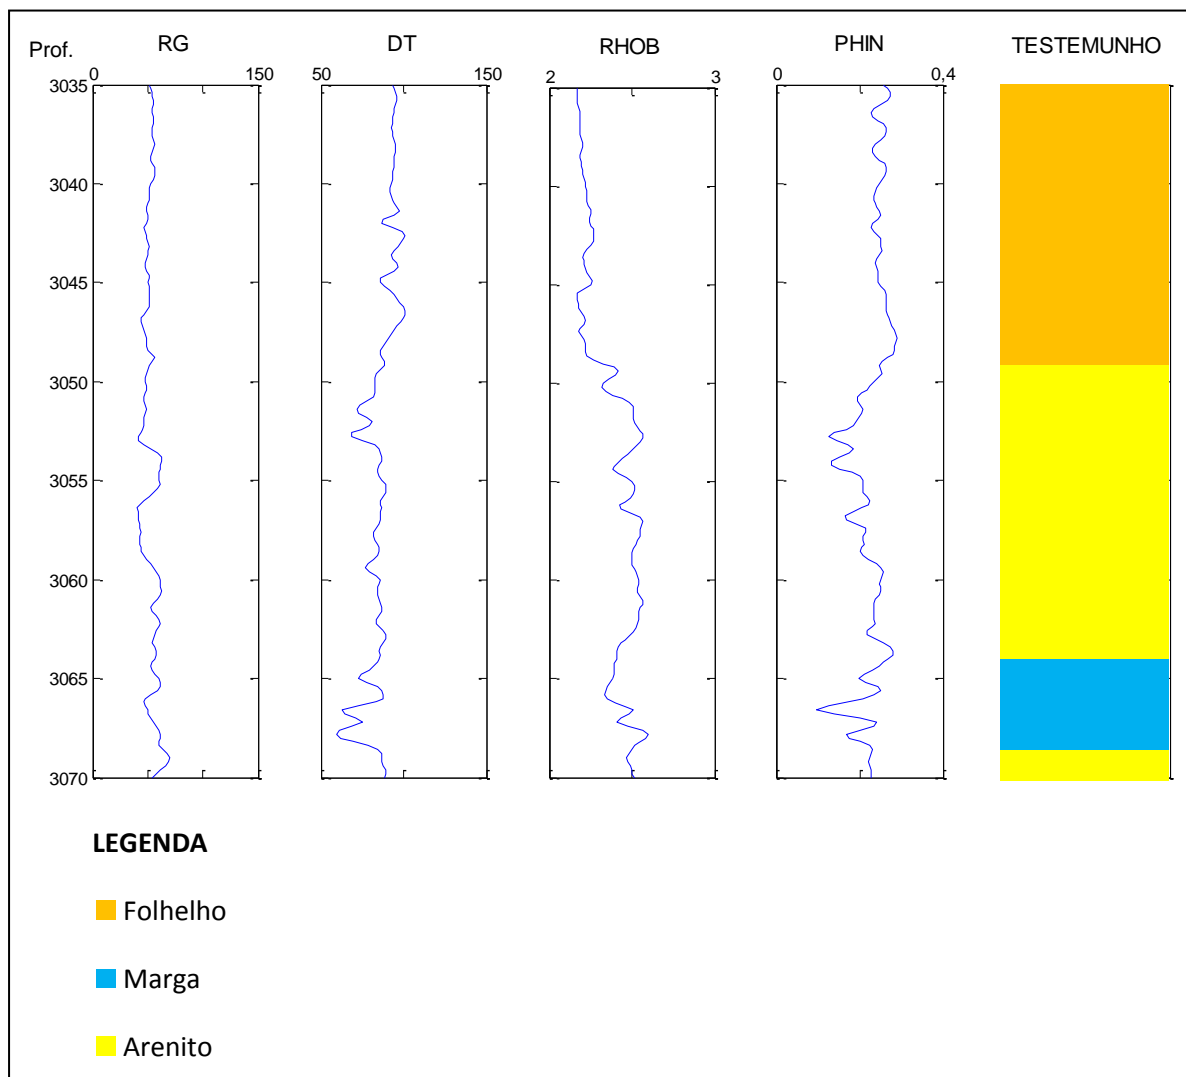 Prof. RG DT RHOB PHIN TESTEMUNHO
0 150 50 150 2 3 0 0,4
3035
3040
3045
3050
3055
3060
3065
3070
LEGENDA
Folhelho
Marga
Arenito